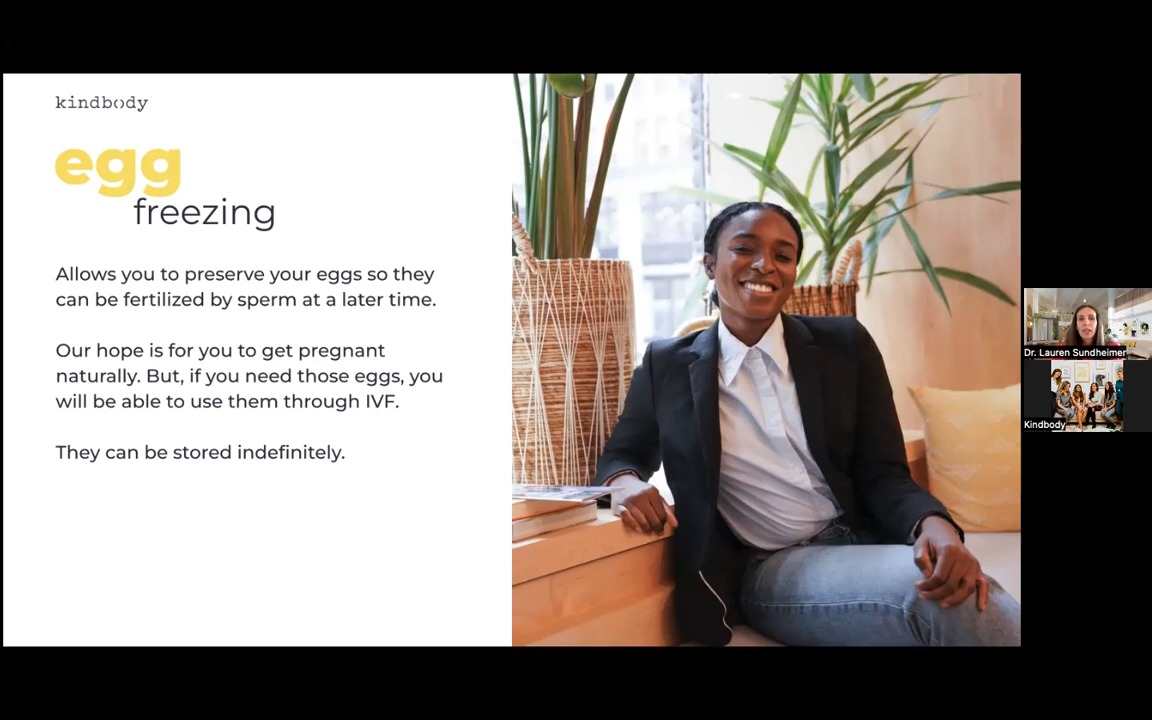 kindbody
egg
freezing
Allows you to preserve your eggs so they
can be fertilized by sperm at a later time.
Our hope is for you to get pregnant
naturally. But, if you need those eggs, you
will be able to use them through IVF.
They can be stored indefinitely.
Dr. Lauren Sundheimer
Kindbody